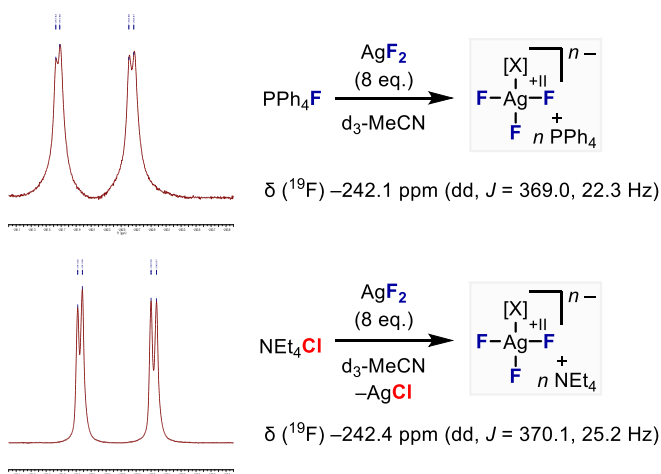 AgF₂
(8 eq.)
PPh₄F
d₃-MeCN
[X]
n –
+II
F–Ag–F
F
+
n PPh₄
δ (¹⁹F) –242.1 ppm (dd, J = 369.0, 22.3 Hz)
AgF₂
(8 eq.)
NEt₄Cl
d₃-MeCN
–AgCl
[X]
n –
+II
F–Ag–F
F
+
n NEt₄
δ (¹⁹F) –242.4 ppm (dd, J = 370.1, 25.2 Hz)